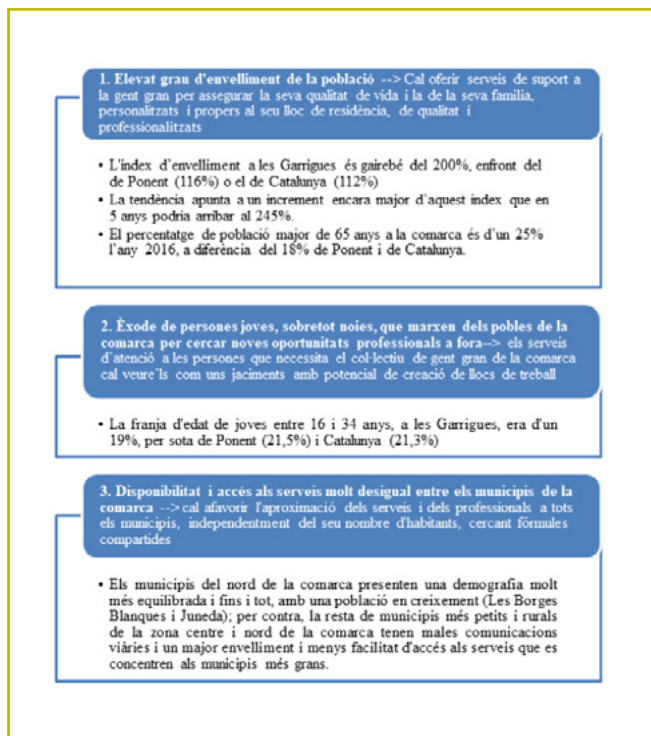 1. Elevat grau d'envelliment de la població --> Cal oferir serveis de suport a
la gent gran per assegurar la seva qualitat de vida i la de la seva família,
personalitzats i propers al seu lloc de residència, de qualitat i
professionalitzats
• L'índex d'envelliment a les Garrigues és gairebé del 200%, enfront del
de Ponent (116%) o el de Catalunya (112%)
• La tendència apunta a un increment encara major d'aquest index que en
5 anys podria arribar al 245%.
• El percentatge de població major de 65 anys a la comarca és d'un 25%
l'any 2016, a diferència del 18% de Ponent i de Catalunya.
2. Èxode de persones joves, sobretot noies, que marxen dels pobles de la
comarca per cercar noves oportunitats professionals a fora--> els serveis
d'atenció a les persones que necessita el col·lectiu de gent gran de la comarca
cal veure'ls com uns jaciments amb potencial de creació de llocs de treball
• La franja d'edat de joves entre 16 i 34 anys, a les Garrigues, era d'un
19%, per sota de Ponent (21,5%) i Catalunya (21,3%)
3. Disponibilitat i accés als serveis molt desigual entre els municipis de la
comarca --> cal afavorir l'aproximació dels serveis i dels professionals a tots
els municipis, independentment del seu nombre d'habitants, cercant fórmules
compartides
• Els municipis del nord de la comarca presenten una demografia molt
més equilibrada i fins i tot, amb una població en creixement (Les Borges
Blanques i Juneda); per contra, la resta de municipis més petits i rurals
de la zona centre i nord de la comarca tenen males comunicacions
viàries i un major envelliment i menys facilitat d'accés als serveis que es
concentren als municipis més grans.